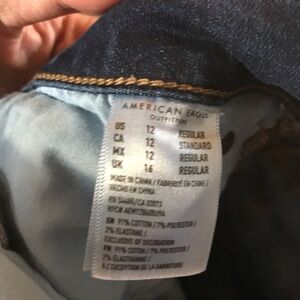 AMERICAN EAGLE
OUTFITTERS
US 12 REGULAR
CA 12 STANDARD
MX 12 REGULAR
UK 16 REGULAR
MADE IN CHINA / FABRIQUÉ EN CHINE /
HECHO EN CHINA
RN 54485/CA 23073
EN: 91% COTTON / 7% POLYESTER /
2% ELASTANE /
EXCLUSIVE OF DECORATION
FR: 91% COTON / 7% POLYESTER /
2% ÉLASTHANNE /
À L'EXCEPTION DE LA GARNITURE